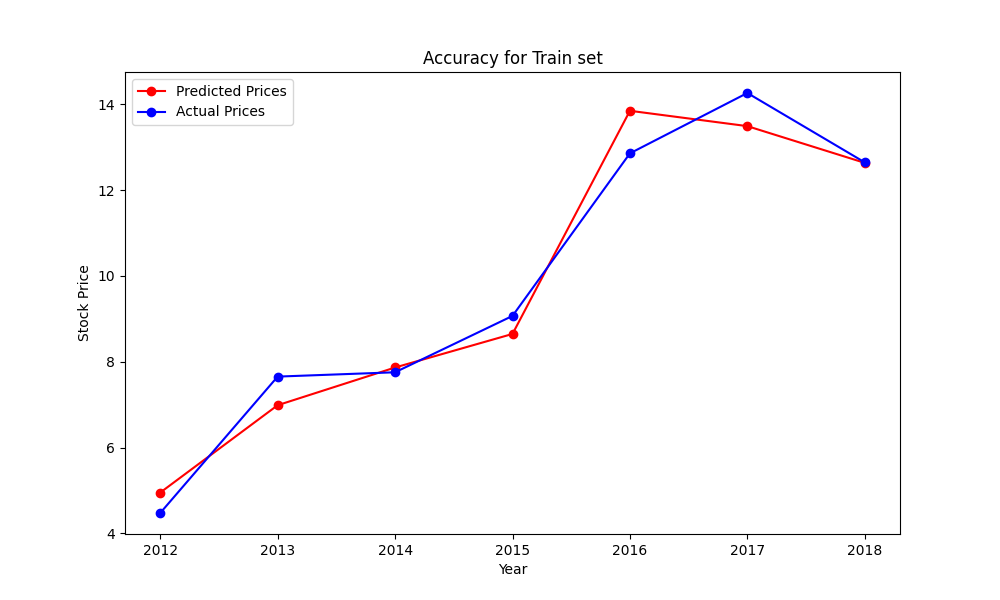 Accuracy for Train set
Predicted Prices
Actual Prices
14
12
10
8
6
4
Stock Price
2012 2013 2014 2015 2016 2017 2018
Year